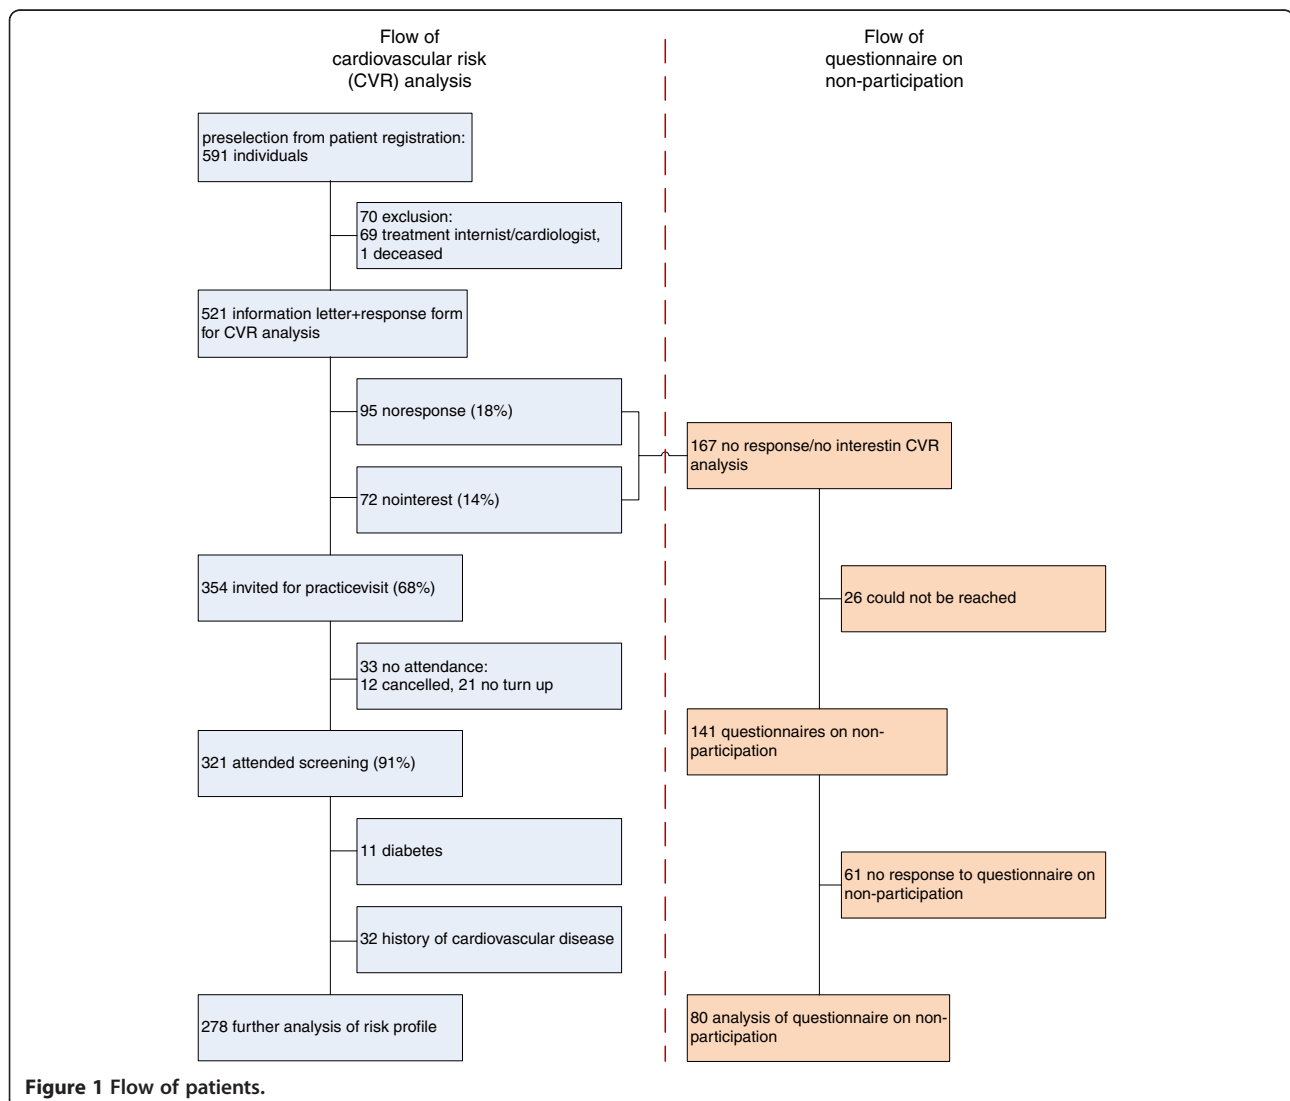 Flow of
cardiovascular risk
(CVR) analysis
Flow of
questionnaire on
non-participation
preselection from patient registration:
591 individuals
70 exclusion:
69 treatment internist/cardiologist,
1 deceased
521 information letter+response form
for CVR analysis
95 noresponse (18%)
167 no response/no interestin CVR
analysis
72 nointerest (14%)
354 invited for practicevisit (68%)
26 could not be reached
33 no attendance:
12 cancelled, 21 no turn up
141 questionnaires on non-
participation
321 attended screening (91%)
11 diabetes
61 no response to questionnaire on
non-participation
32 history of cardiovascular disease
278 further analysis of risk profile
80 analysis of questionnaire on non-
participation
Figure 1 Flow of patients.